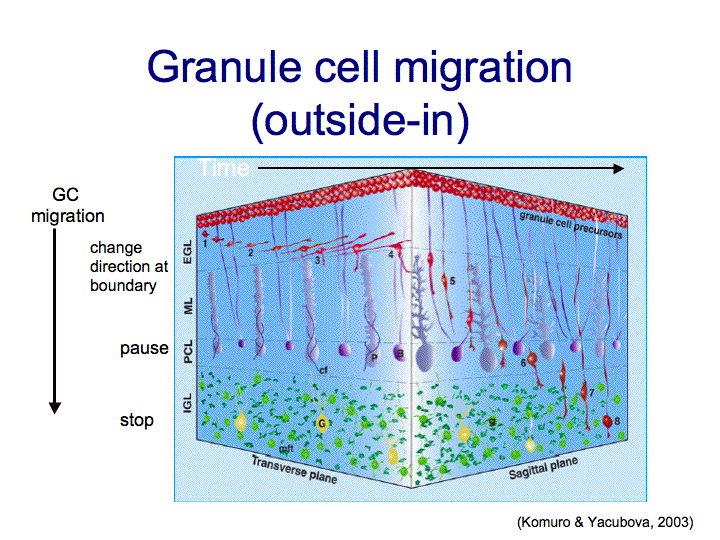 Granule cell migration
(outside-in)
Time
GC
migration
change
direction at
boundary
pause
stop
EGL
ML
PCL
IGL
granule cell precursors
1
2
3
4
5
6
7
8
cf
P
B
G
g
mft
Transverse plane
Sagittal plane
(Komuro & Yacubova, 2003)